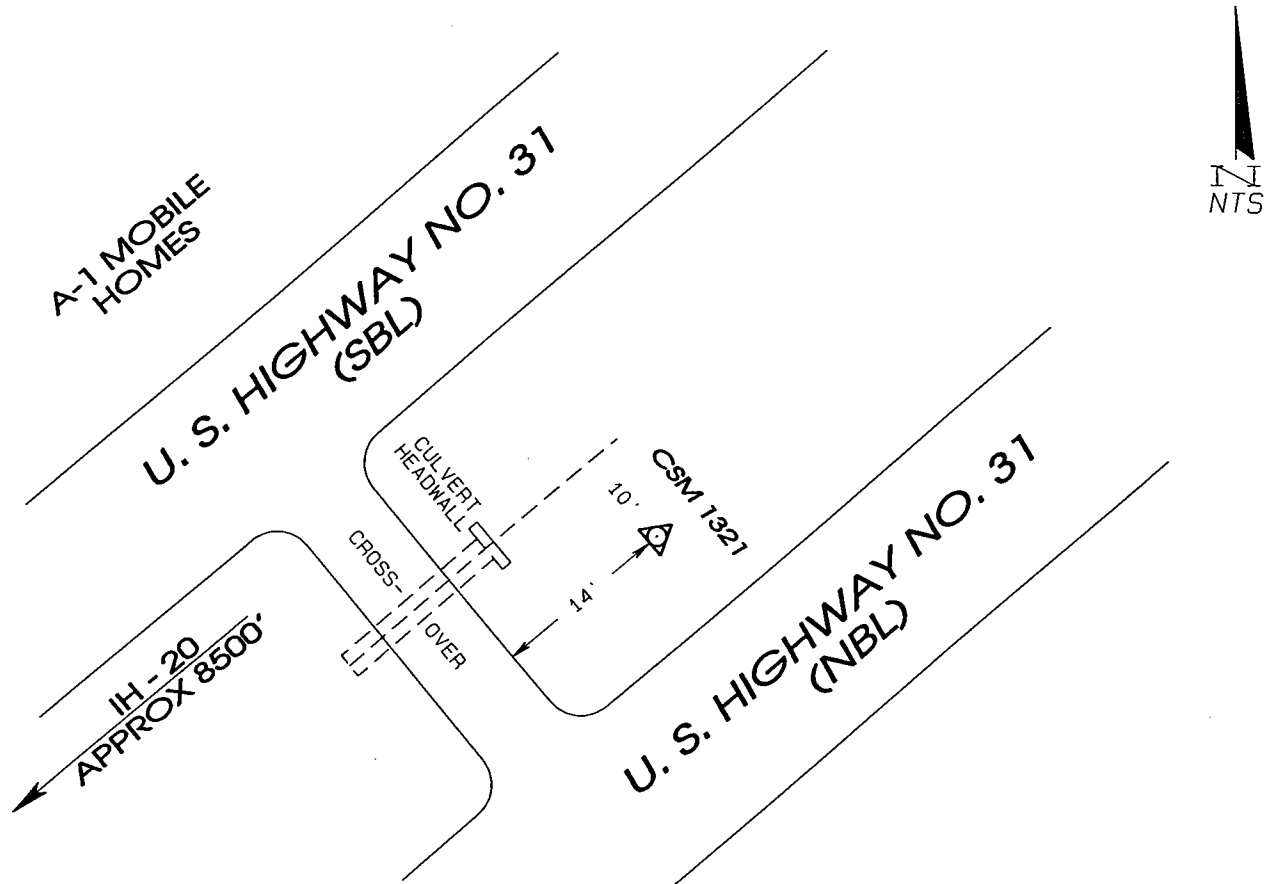 N
NTS
A-1 MOBILE
HOMES
U. S. HIGHWAY NO. 31
(SBL)
CULVERT
HEADWALL
10'
CSM 1321
CROSS-
OVER
14'
IH - 20
APPROX 8500'
U. S. HIGHWAY NO. 31
(NBL)